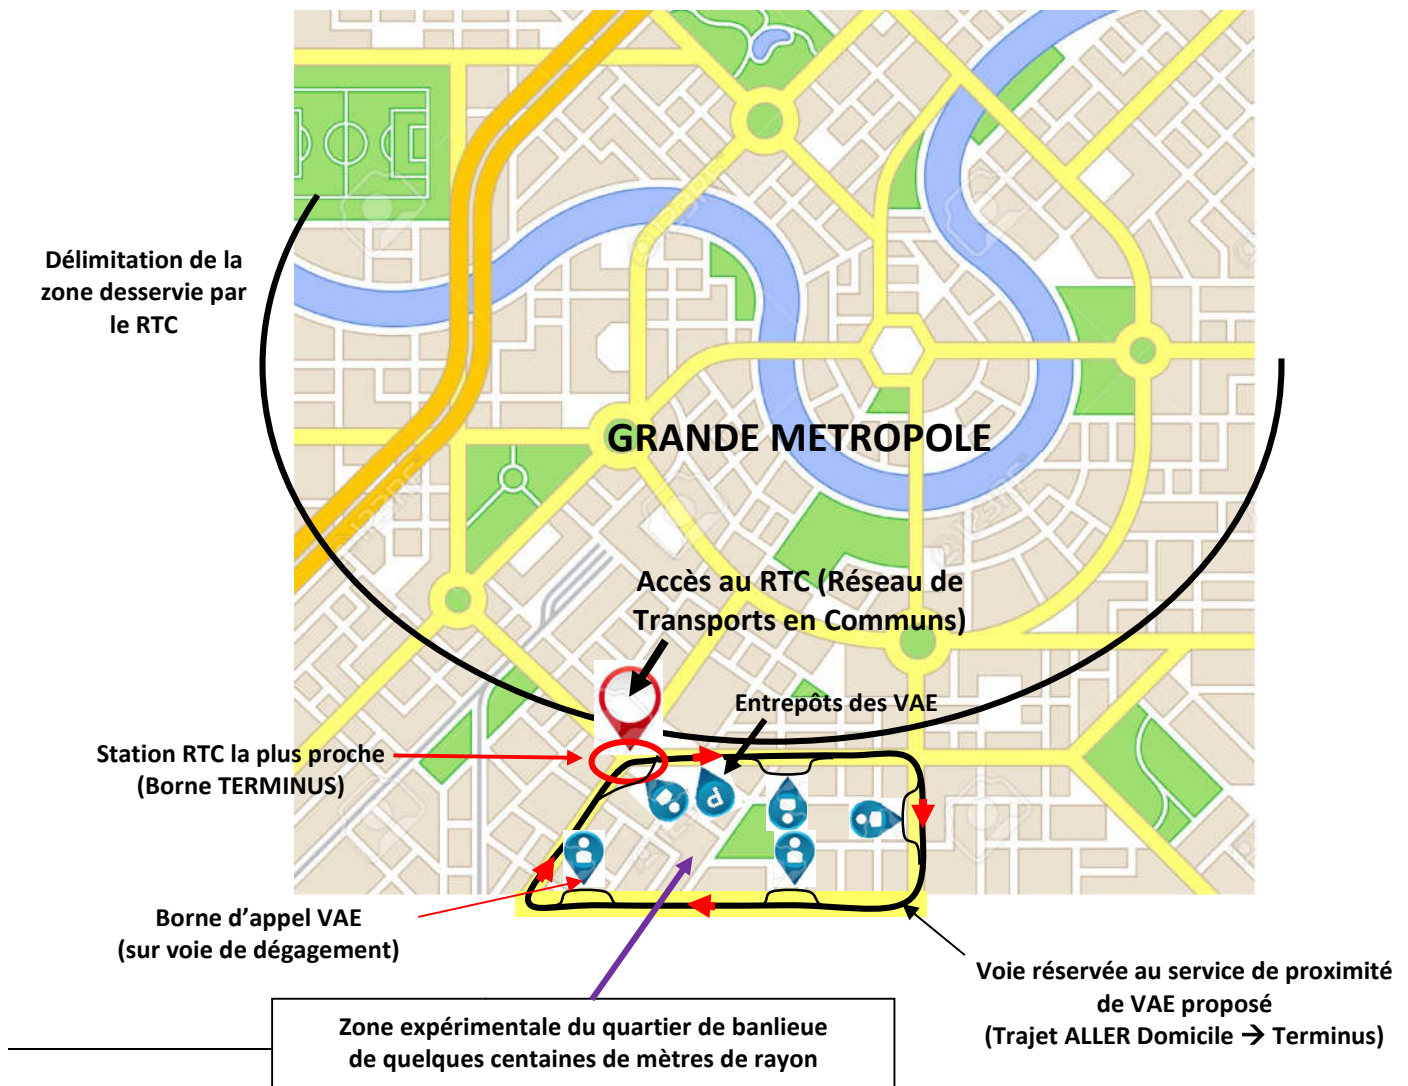 Délimitation de la
zone desservie par
le RTC
GRANDE METROPOLE
Accès au RTC (Réseau de
Transports en Communs)
Entrepôts des VAE
Station RTC la plus proche
(Borne TERMINUS)
P
Borne d'appel VAE
(sur voie de dégagement)
Voie réservée au service de proximité
de VAE proposé
(Trajet ALLER Domicile → Terminus)
Zone expérimentale du quartier de banlieue
de quelques centaines de mètres de rayon